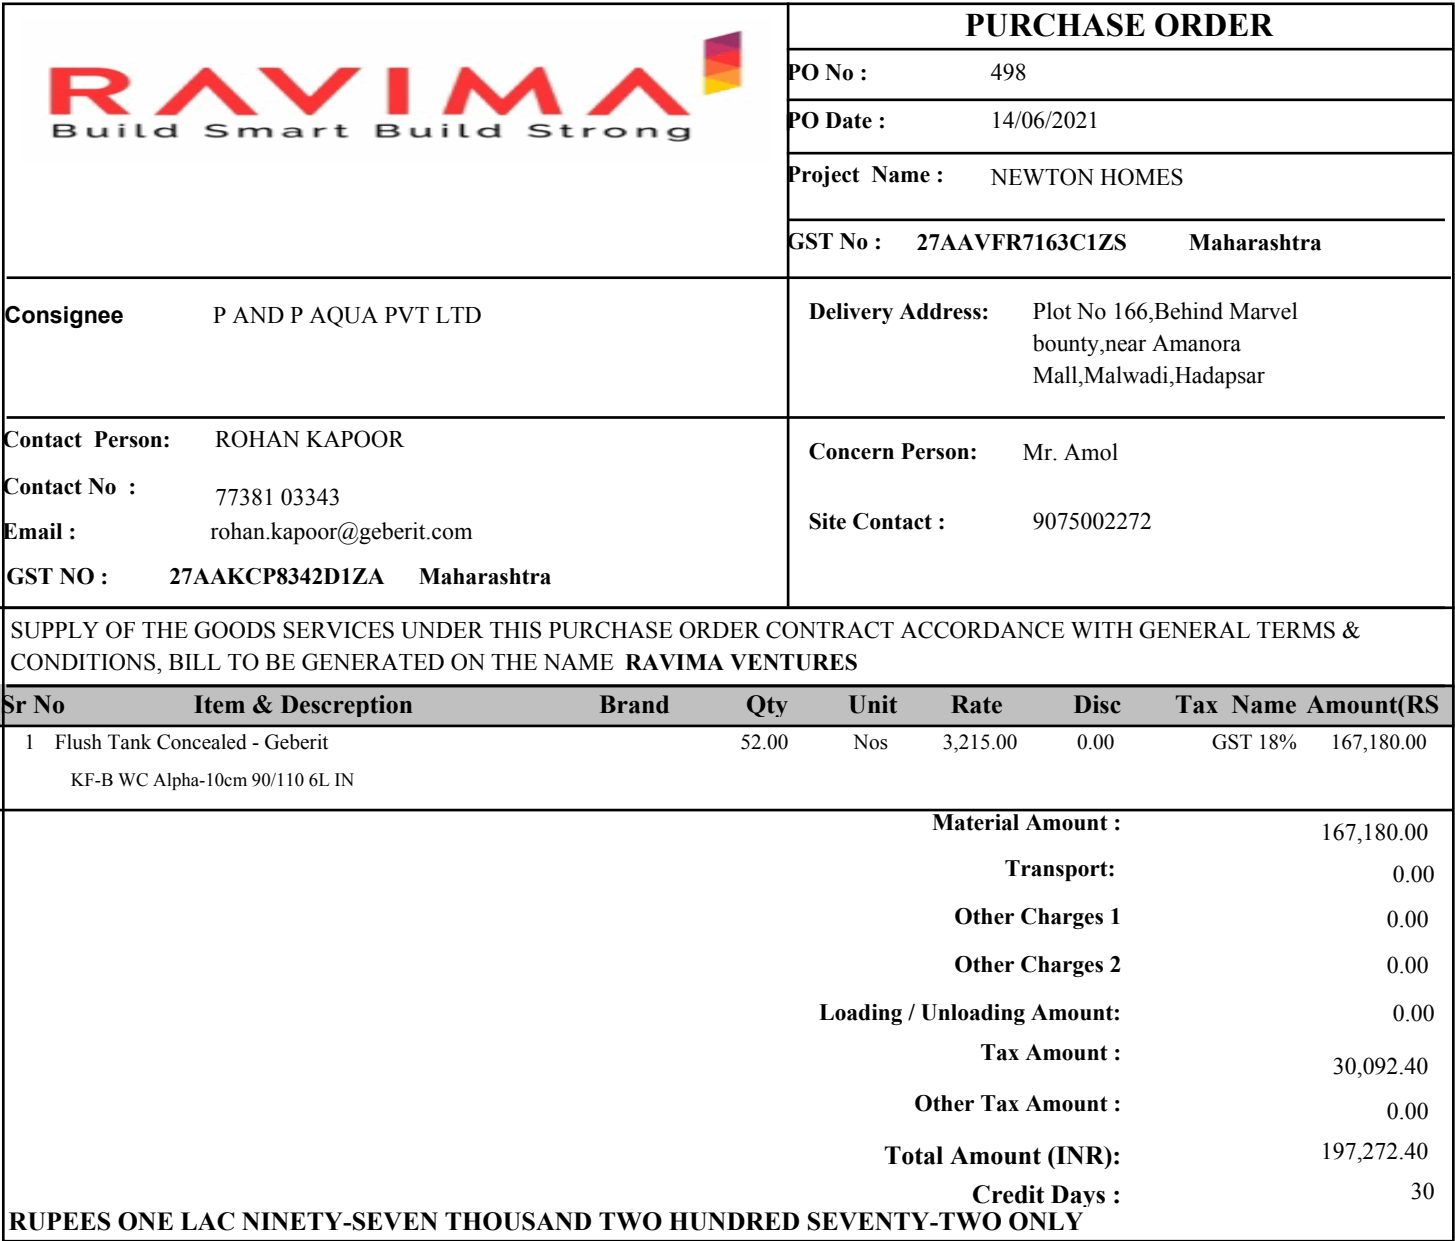 RAVIMA
Build Smart Build Strong
PURCHASE ORDER
PO No : 498
PO Date : 14/06/2021
Project Name : NEWTON HOMES
GST No : 27AAVFR7163C1ZS Maharashtra
Consignee P AND P AQUA PVT LTD
Delivery Address: Plot No 166,Behind Marvel
bounty,near Amanora
Mall,Malwadi,Hadapsar
Contact Person: ROHAN KAPOOR
Contact No : 77381 03343
Email : rohan.kapoor@geberit.com
GST NO : 27AAKCP8342D1ZA Maharashtra
Concern Person: Mr. Amol
Site Contact : 9075002272
SUPPLY OF THE GOODS SERVICES UNDER THIS PURCHASE ORDER CONTRACT ACCORDANCE WITH GENERAL TERMS &
CONDITIONS, BILL TO BE GENERATED ON THE NAME RAVIMA VENTURES
Sr No Item & Descreption Brand Qty Unit Rate Disc Tax Name Amount(RS
1 Flush Tank Concealed - Geberit 52.00 Nos 3,215.00 0.00 GST 18% 167,180.00
KF-B WC Alpha-10cm 90/110 6L IN
Material Amount : 167,180.00
Transport: 0.00
Other Charges 1 0.00
Other Charges 2 0.00
Loading / Unloading Amount: 0.00
Tax Amount : 30,092.40
Other Tax Amount : 0.00
Total Amount (INR): 197,272.40
Credit Days : 30
RUPEES ONE LAC NINETY-SEVEN THOUSAND TWO HUNDRED SEVENTY-TWO ONLY